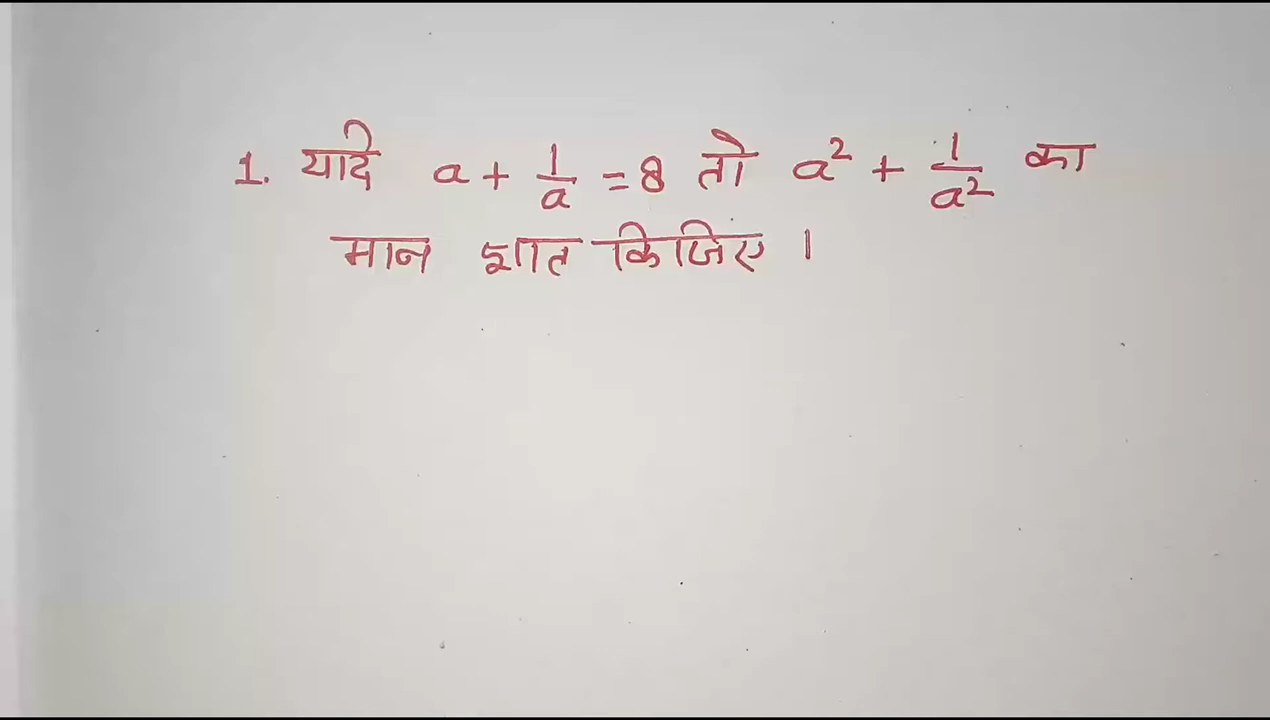 1. यदि a + 1/a = 8 तो a² + 1/a² का
मान ज्ञात किजिए ।